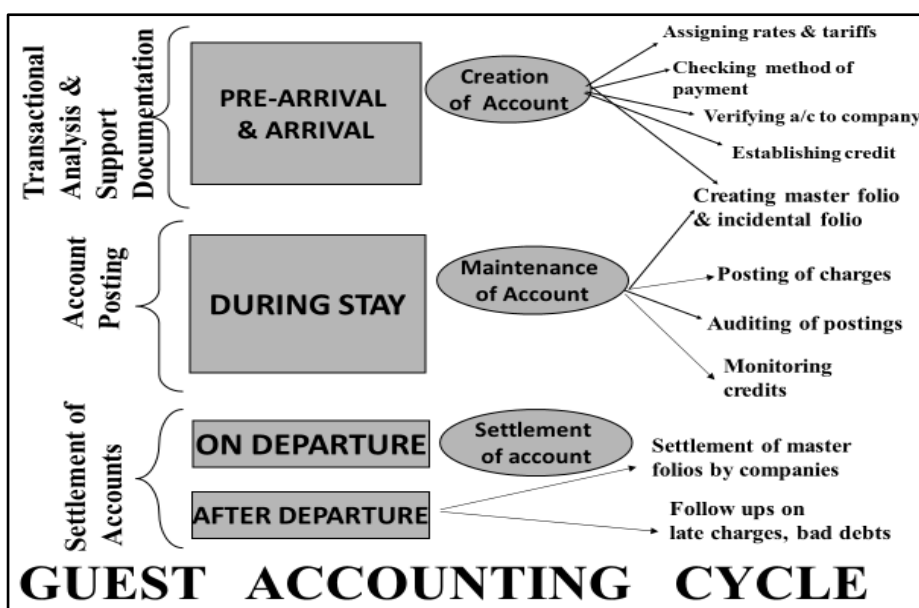 Transactional
Analysis &
Support
Documentation
PRE-ARRIVAL
& ARRIVAL
Creation
of Account
Assigning rates & tariffs
Checking method of
payment
Verifying a/c to company
Establishing credit
Creating master folio
& incidental folio
Account
Posting
DURING STAY
Maintenance
of Account
Posting of charges
Auditing of postings
Monitoring
credits
Settlement of
Accounts
ON DEPARTURE
Settlement
of account
AFTER DEPARTURE
Settlement of master
folios by companies
Follow ups on
late charges, bad debts
GUEST ACCOUNTING CYCLE